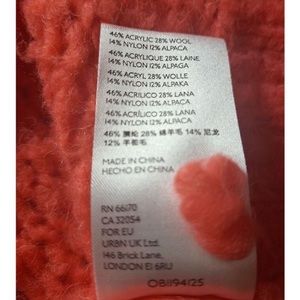 46% ACRYLIC 28% WOOL
14% NYLON 12% ALPACA
46% ACRYLIQUE 28% LAINE
14% NYLON 12% ALPAGA
46% ACRYL 28% WOLLE
14% NYLON 12% ALPAKA
46% ACRILICO 28% LANA
14% NYLON 12% ALPACA
46% ACRÍLICO 28% LANA
14% NYLON 12% ALPACA
46% 腈纶 28% 绵羊毛 14% 尼龙
12% 羊驼毛
MADE IN CHINA
HECHO EN CHINA
RN 66170
CA 32054
FOR EU
URBN UK Ltd.
146 Brick Lane,
LONDON E1 6RU
OB1194125